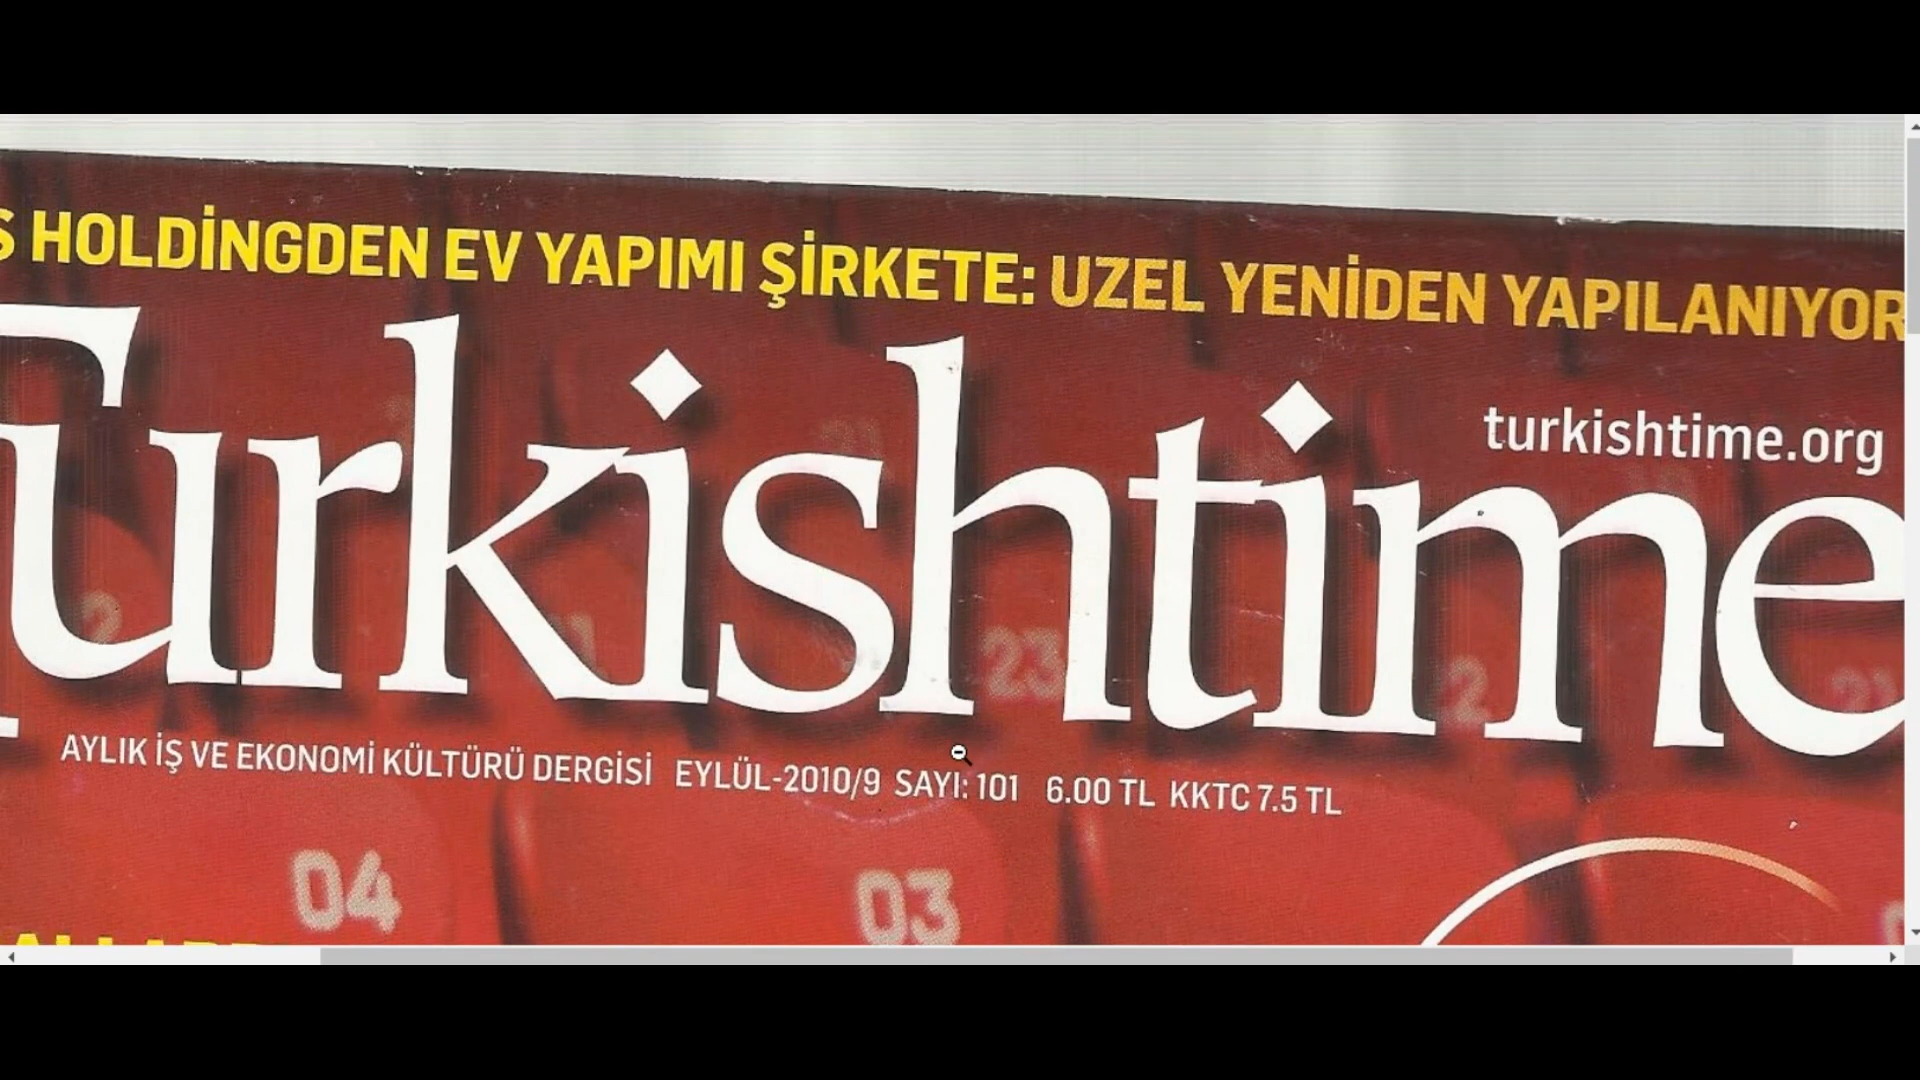 HOLDİNGDEN EV YAPIMI ŞİRKETE: UZEL YENİDEN YAPILANIYOR
turkishtime.org
Turkishtime
AYLIK İŞ VE EKONOMİ KÜLTÜRÜ DERGİSİ EYLÜL-2010/9 SAYI: 101 6.00 TL KKTC 7.5 TL
23
04 03